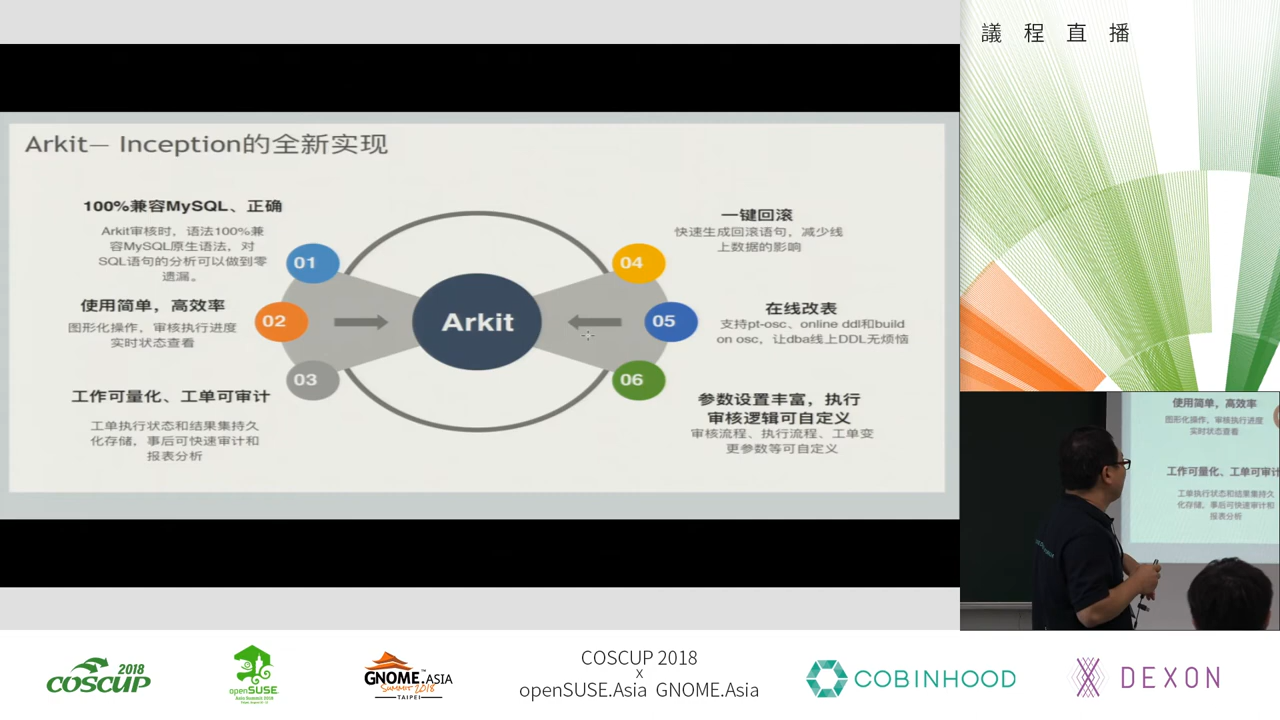 議程直播
Arkit— Inception的全新实现
100%兼容MySQL、正确
Arkit审核时，语法100%兼
容MySQL原生语法，对
SQL语句的分析可以做到零
遗漏。
01
使用简单，高效率
图形化操作，审核执行进度
实时状态查看
02
工作可量化、工单可审计
工单执行状态和结果集持久
化存储，事后可快速审计和
报表分析
03
Arkit
一键回滚
快速生成回滚语句，减少线
上数据的影响
04
在线改表
支持pt-osc、online ddl和build
on osc，让dba线上DDL无烦恼
05
参数设置丰富，执行
审核逻辑可自定义
审核流程、执行流程、工单变
更参数等可自定义
06
使用简单，高效率
图形化操作，审核执行进度
实时状态查看
工作可量化、工单可审计
工单执行状态和结果集持久
化存储，事后可快速审计和
报表分析
2018
COSCUP
openSUSE
Asia Summit 2018
GNOME.ASIA
SUMMIT 2018
TAIPEI
COSCUP 2018
x
openSUSE.Asia GNOME.Asia
COBINHOOD
DEXON